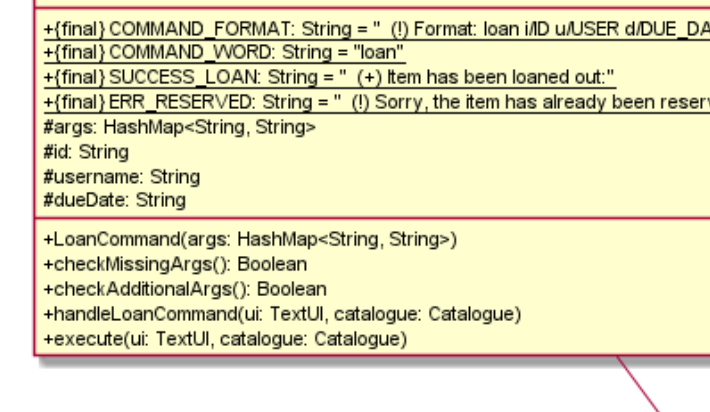 +{final} COMMAND_FORMAT: String = " (!) Format: loan i/ID u/USER d/DUE_DA
+{final} COMMAND_WORD: String = "loan"
+{final} SUCCESS_LOAN: String = " (+) Item has been loaned out:"
+{final} ERR_RESERVED: String = " (!) Sorry, the item has already been reserv
#args: HashMap<String, String>
#id: String
#username: String
#dueDate: String
+LoanCommand(args: HashMap<String, String>)
+checkMissingArgs(): Boolean
+checkAdditionalArgs(): Boolean
+handleLoanCommand(ui: TextUI, catalogue: Catalogue)
+execute(ui: TextUI, catalogue: Catalogue)